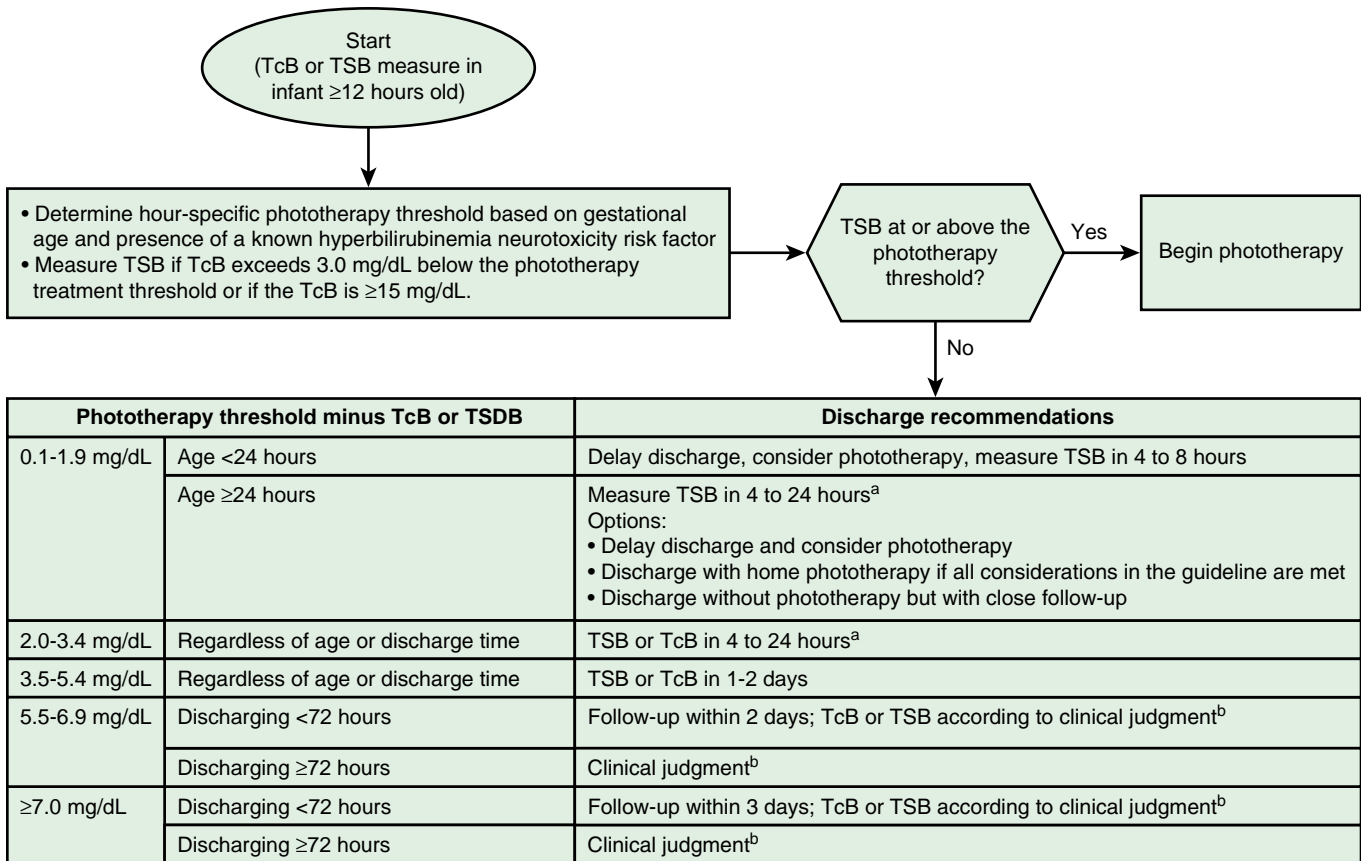 Start
(TcB or TSB measure in
infant ≥12 hours old)
• Determine hour-specific phototherapy threshold based on gestational
age and presence of a known hyperbilirubinemia neurotoxicity risk factor
• Measure TSB if TcB exceeds 3.0 mg/dL below the phototherapy
treatment threshold or if the TcB is ≥15 mg/dL.
TSB at or above the
phototherapy
threshold?
Yes
Begin phototherapy
No
Phototherapy threshold minus TcB or TSDB
Discharge recommendations
0.1-1.9 mg/dL
Age <24 hours
Delay discharge, consider phototherapy, measure TSB in 4 to 8 hours
Age ≥24 hours
Measure TSB in 4 to 24 hoursᵃ
Options:
• Delay discharge and consider phototherapy
• Discharge with home phototherapy if all considerations in the guideline are met
• Discharge without phototherapy but with close follow-up
2.0-3.4 mg/dL
Regardless of age or discharge time
TSB or TcB in 4 to 24 hoursᵃ
3.5-5.4 mg/dL
Regardless of age or discharge time
TSB or TcB in 1-2 days
5.5-6.9 mg/dL
Discharging <72 hours
Follow-up within 2 days; TcB or TSB according to clinical judgmentᵇ
Discharging ≥72 hours
Clinical judgmentᵇ
≥7.0 mg/dL
Discharging <72 hours
Follow-up within 3 days; TcB or TSB according to clinical judgmentᵇ
Discharging ≥72 hours
Clinical judgmentᵇ